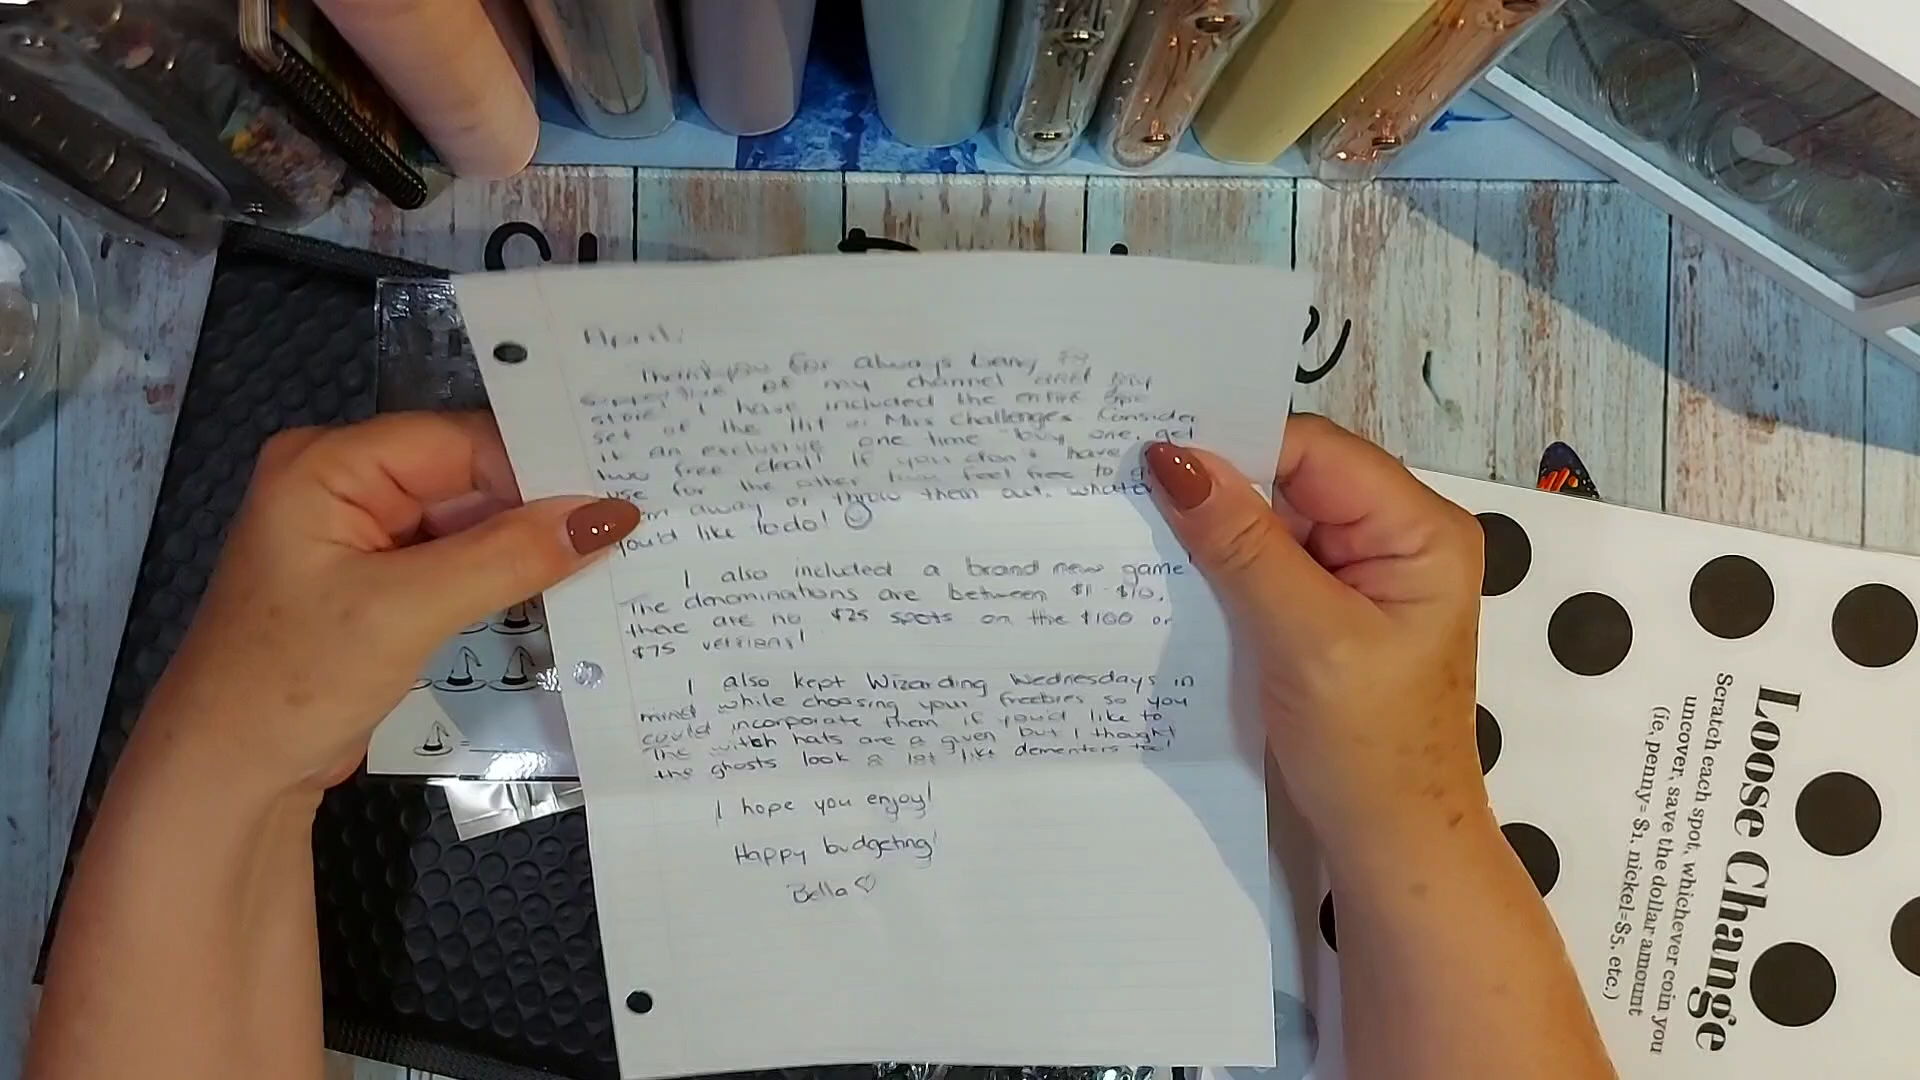 April,
Thank you for always being so
supportive of my channel and my
store! I have included the entire
set of the Hit or Miss Challenges. Consider
it an exclusive one time "buy one, get
two free deal! If you don't have
use for the other two feel free to
away or throw them out, whatever
you'd like to do!
I also included a brand new game!
The denominations are between $1-$10,
there are no $25 spots on the $100 or
$75 versions!
I also kept Wizarding Wednesdays in
mind while choosing your freebies so you
could incorporate them if you'd like to
The witch hats are a given but I thought
the ghosts look a lot like dementors too!
I hope you enjoy!
Happy budgeting!
Bella
Loose Change
Scratch each spot, whichever coin you
uncover, save the dollar amount
(ie, penny=$1, nickel=$5, etc.)